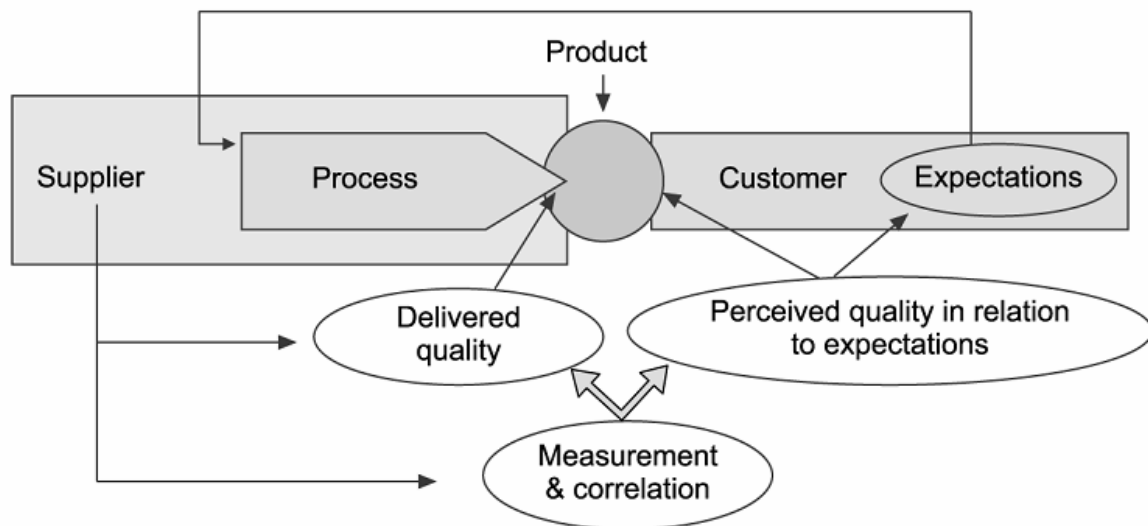 Product
Supplier
Process
Customer
Expectations
Delivered
quality
Perceived quality in relation
to expectations
Measurement
& correlation